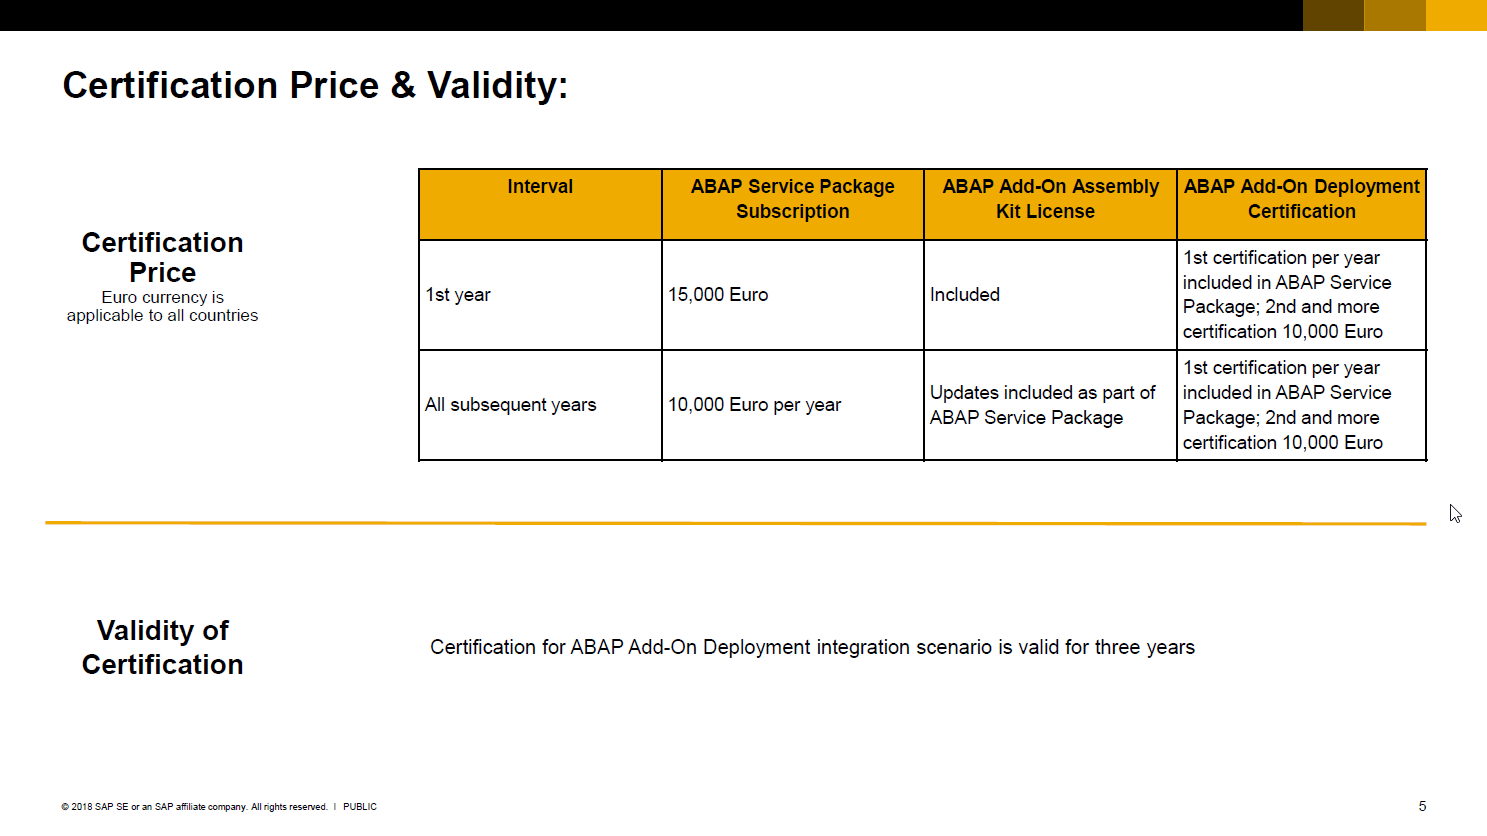 Certification Price & Validity:
Certification
Price
Euro currency is
applicable to all countries
Interval
ABAP Service Package
Subscription
ABAP Add-On Assembly
Kit License
ABAP Add-On Deployment
Certification
1st year
15,000 Euro
Included
1st certification per year
included in ABAP Service
Package; 2nd and more
certification 10,000 Euro
All subsequent years
10,000 Euro per year
Updates included as part of
ABAP Service Package
1st certification per year
included in ABAP Service
Package; 2nd and more
certification 10,000 Euro
Validity of
Certification
Certification for ABAP Add-On Deployment integration scenario is valid for three years
© 2018 SAP SE or an SAP affiliate company. All rights reserved. I PUBLIC
5